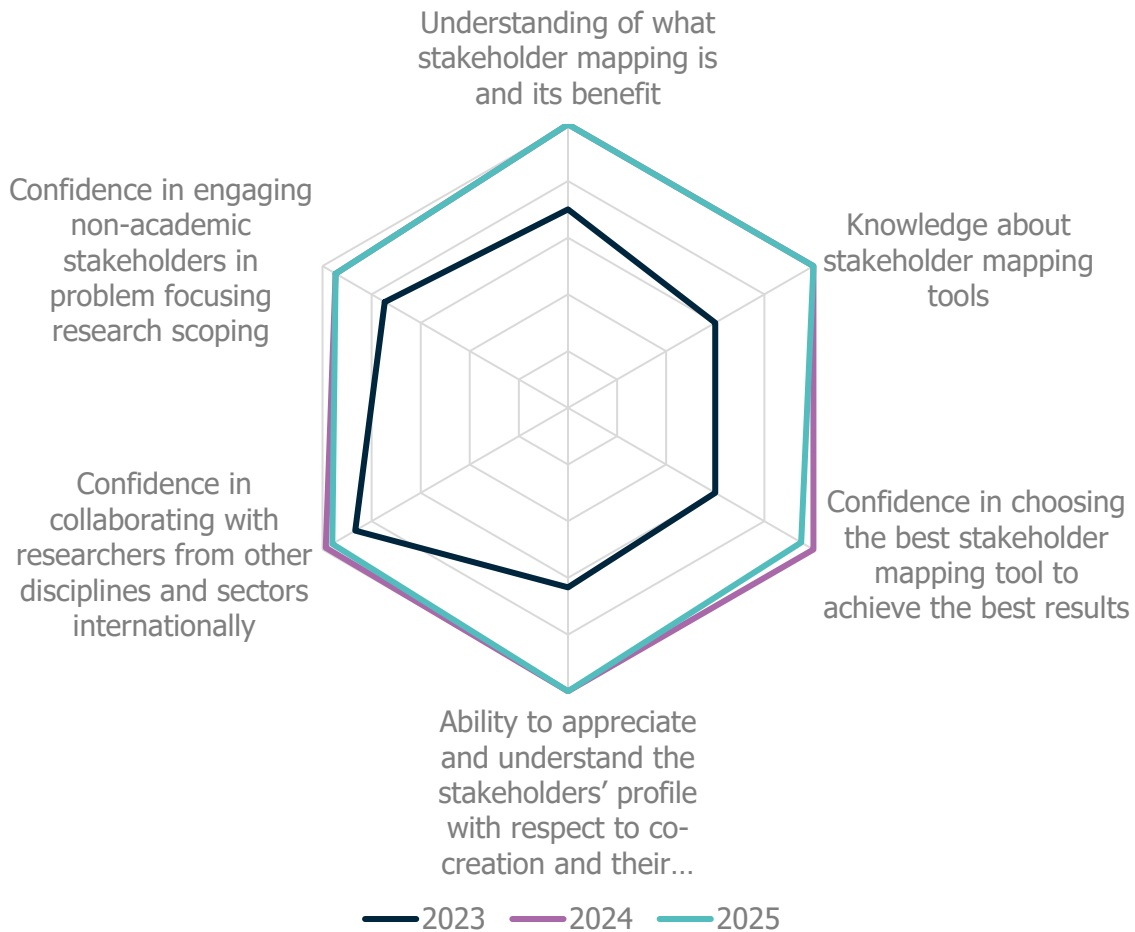 Understanding of what
stakeholder mapping is
and its benefit
Knowledge about
stakeholder mapping
tools
Confidence in choosing
the best stakeholder
mapping tool to
achieve the best results
Ability to appreciate
and understand the
stakeholders’ profile
with respect to co-
creation and their…
Confidence in
collaborating with
researchers from other
disciplines and sectors
internationally
Confidence in engaging
non-academic
stakeholders in
problem focusing
research scoping
2023
2024
2025